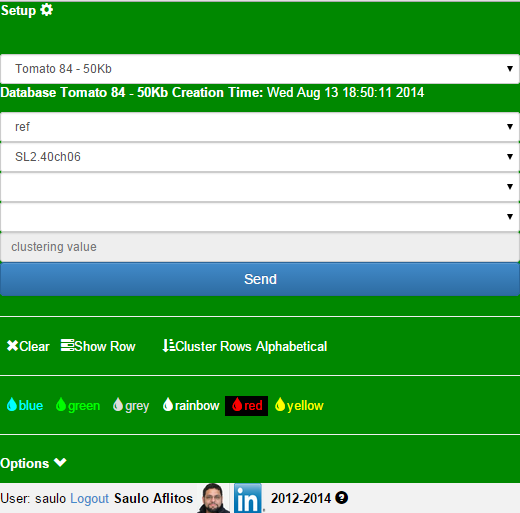 Setup
Tomato 84 - 50Kb
Database Tomato 84 - 50Kb Creation Time: Wed Aug 13 18:50:11 2014
ref
SL2.40ch06
clustering value
Send
Clear Show Row Cluster Rows Alphabetical
blue green grey rainbow red yellow
Options
User: saulo Logout Saulo Aflitos in 2012-2014 ?